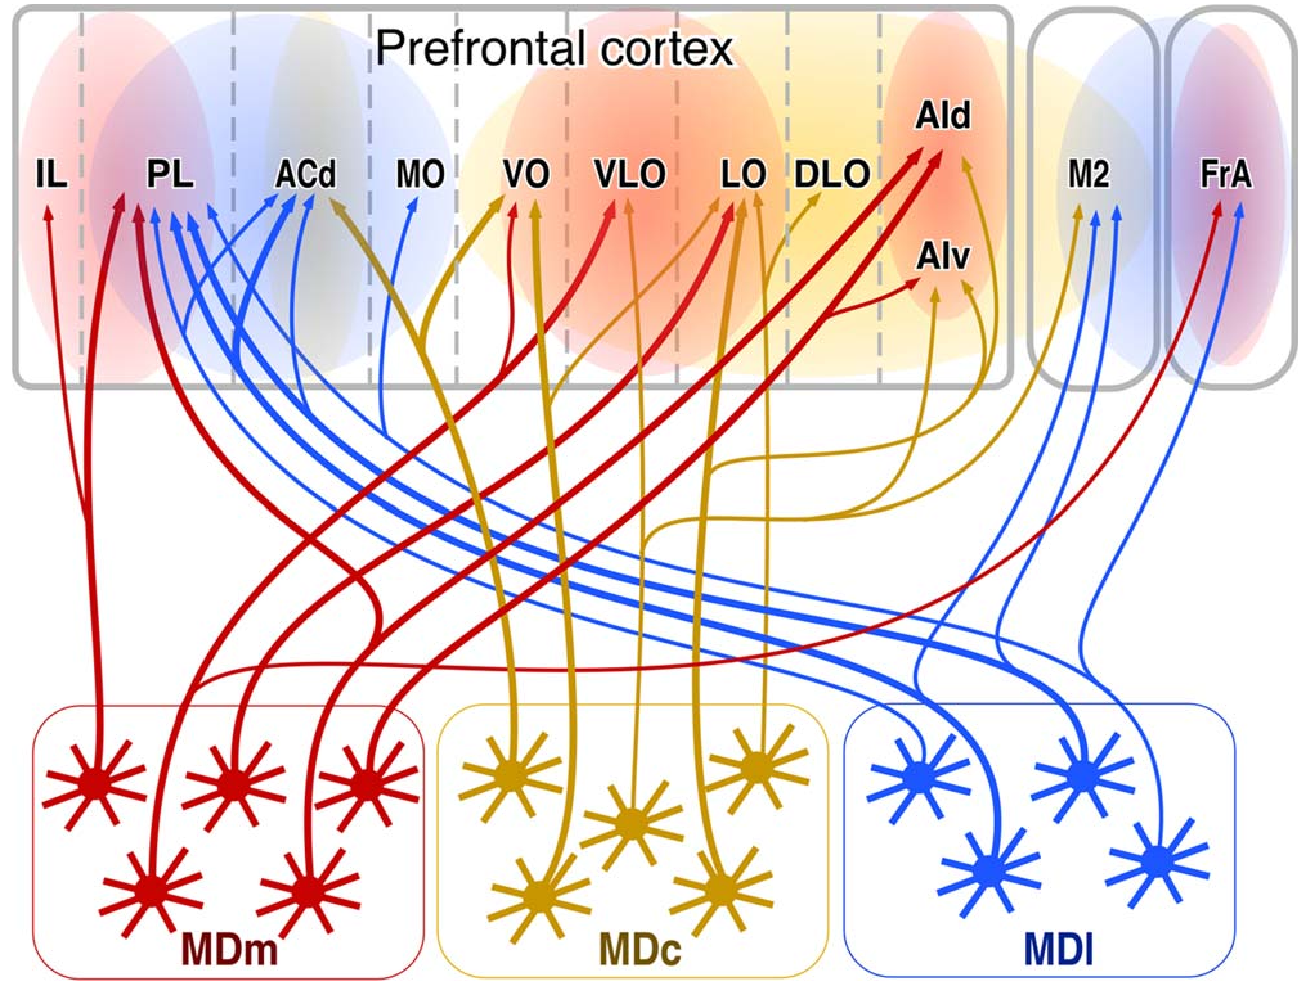 Prefrontal cortex
AId
IL PL ACd MO VO VLO LO DLO M2 FrA
AIv
MDm MDc MDl